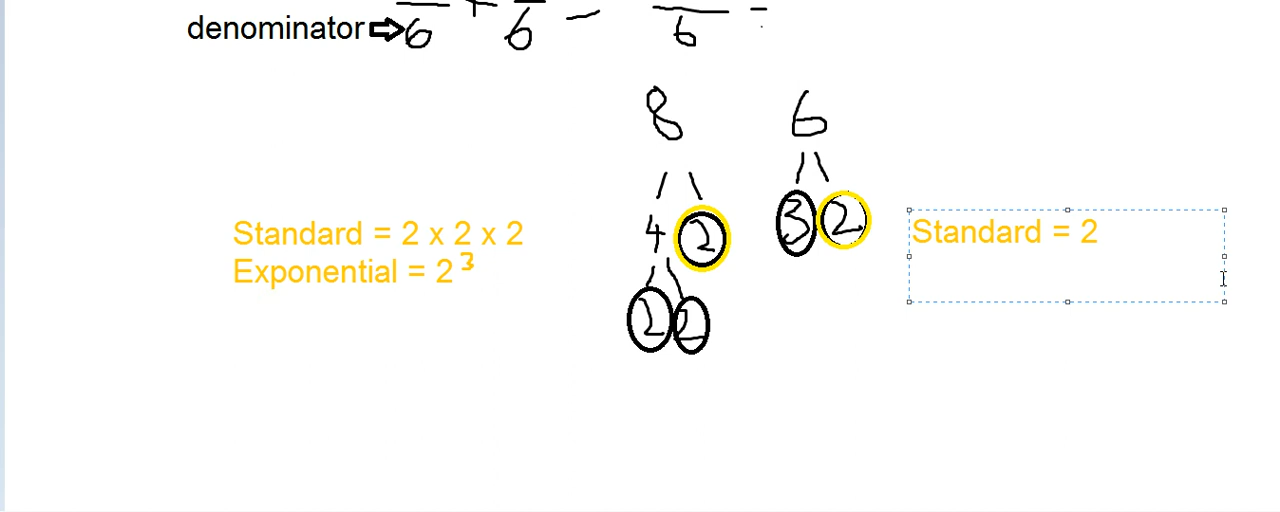 denominator 6 + 6 - 6 =
8 6
4 2 3 2
Standard = 2 x 2 x 2
Exponential = 2³
Standard = 2
2 2